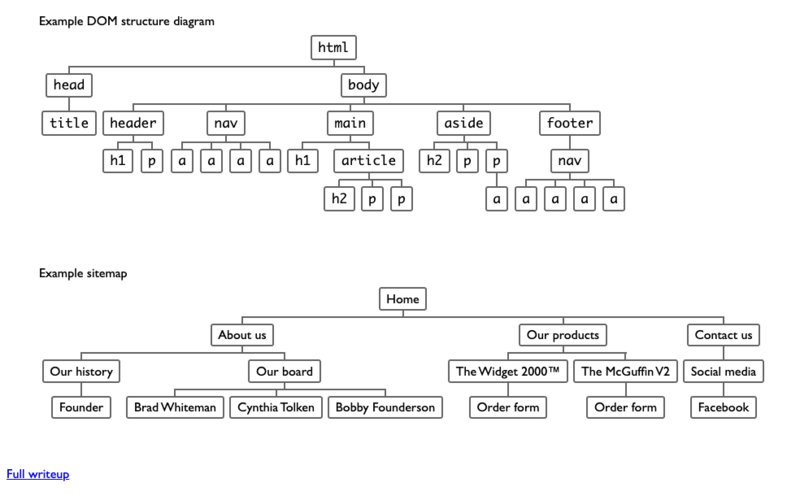 Example DOM structure diagram
html
head body
title header nav main aside footer
h1 p a a a a h1 article h2 p p nav
h2 p p a a a a a
Example sitemap
Home
About us Our products Contact us
Our history Our board The Widget 2000™ The McGuffin V2 Social media
Founder Brad Whiteman Cynthia Tolken Bobby Founderson Order form Order form Facebook
Full writeup